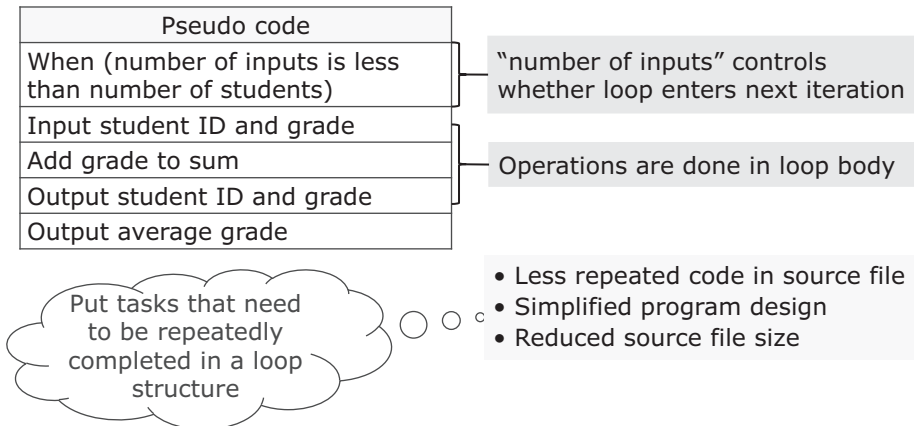 Pseudo code
When (number of inputs is less
than number of students)
Input student ID and grade
Add grade to sum
Output student ID and grade
Output average grade
“number of inputs” controls
whether loop enters next iteration
Operations are done in loop body
Put tasks that need
to be repeatedly
completed in a loop
structure
• Less repeated code in source file
• Simplified program design
• Reduced source file size